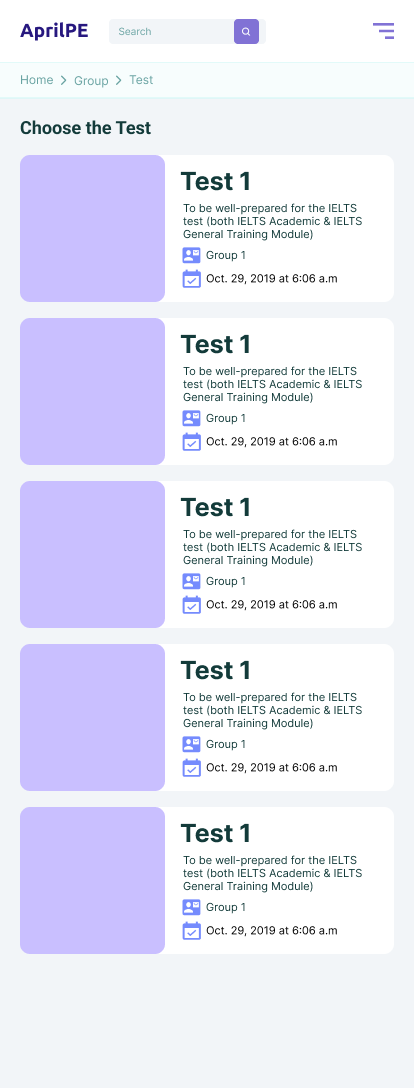 AprilPE
Search
Home > Group > Test
Choose the Test
Test 1
To be well-prepared for the IELTS
test (both IELTS Academic & IELTS
General Training Module)
Group 1
Oct. 29, 2019 at 6:06 a.m
Test 1
To be well-prepared for the IELTS
test (both IELTS Academic & IELTS
General Training Module)
Group 1
Oct. 29, 2019 at 6:06 a.m
Test 1
To be well-prepared for the IELTS
test (both IELTS Academic & IELTS
General Training Module)
Group 1
Oct. 29, 2019 at 6:06 a.m
Test 1
To be well-prepared for the IELTS
test (both IELTS Academic & IELTS
General Training Module)
Group 1
Oct. 29, 2019 at 6:06 a.m
Test 1
To be well-prepared for the IELTS
test (both IELTS Academic & IELTS
General Training Module)
Group 1
Oct. 29, 2019 at 6:06 a.m